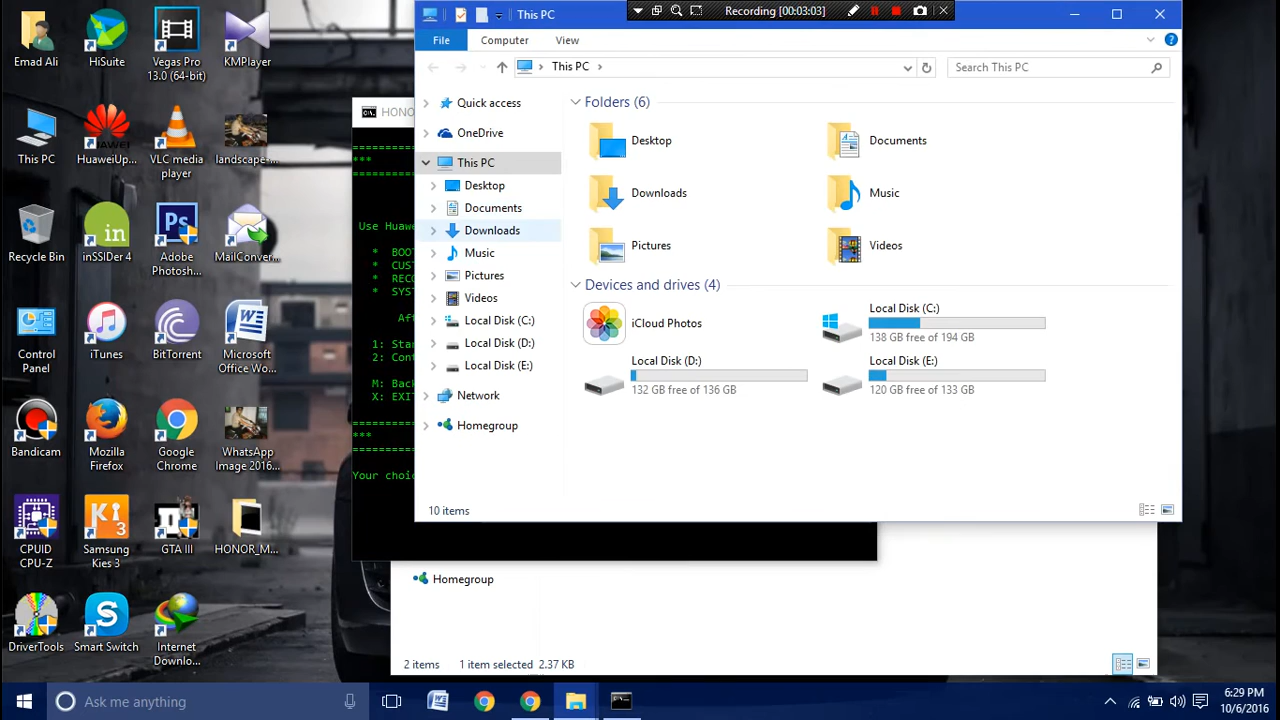 Emad Ali
HiSuite
Vegas Pro
13.0 (64-bit)
KMPlayer
This PC
HuaweiUp...
VLC media
player
landscape-...
Recycle Bin
inSSIDer 4
Adobe
Photosh...
MailConver...
Control
Panel
iTunes
BitTorrent
Microsoft
Office Wo...
Bandicam
Mozilla
Firefox
Google
Chrome
WhatsApp
Image 2016...
CPUID
CPU-Z
Samsung
Kies 3
GTA III
HONOR_M...
DriverTools
Smart Switch
Internet
Downlo...
This PC
Recording [00:03:03]
File
Computer
View
This PC
Search This PC
Quick access
OneDrive
This PC
Desktop
Documents
Downloads
Music
Pictures
Videos
Local Disk (C:)
Local Disk (D:)
Local Disk (E:)
Network
Homegroup
Folders (6)
Desktop
Documents
Downloads
Music
Pictures
Videos
Devices and drives (4)
iCloud Photos
Local Disk (C:)
138 GB free of 194 GB
Local Disk (D:)
132 GB free of 136 GB
Local Disk (E:)
120 GB free of 133 GB
10 items
HONO
===========
***
===========
Use Huawe
* BOO
* CUS
* REC
* SYS
Af
1: Sta
2: Con
M: Bac
X: EXI
===========
***
===========
Your choi
Homegroup
2 items 1 item selected 2.37 KB
Ask me anything
6:29 PM
10/6/2016